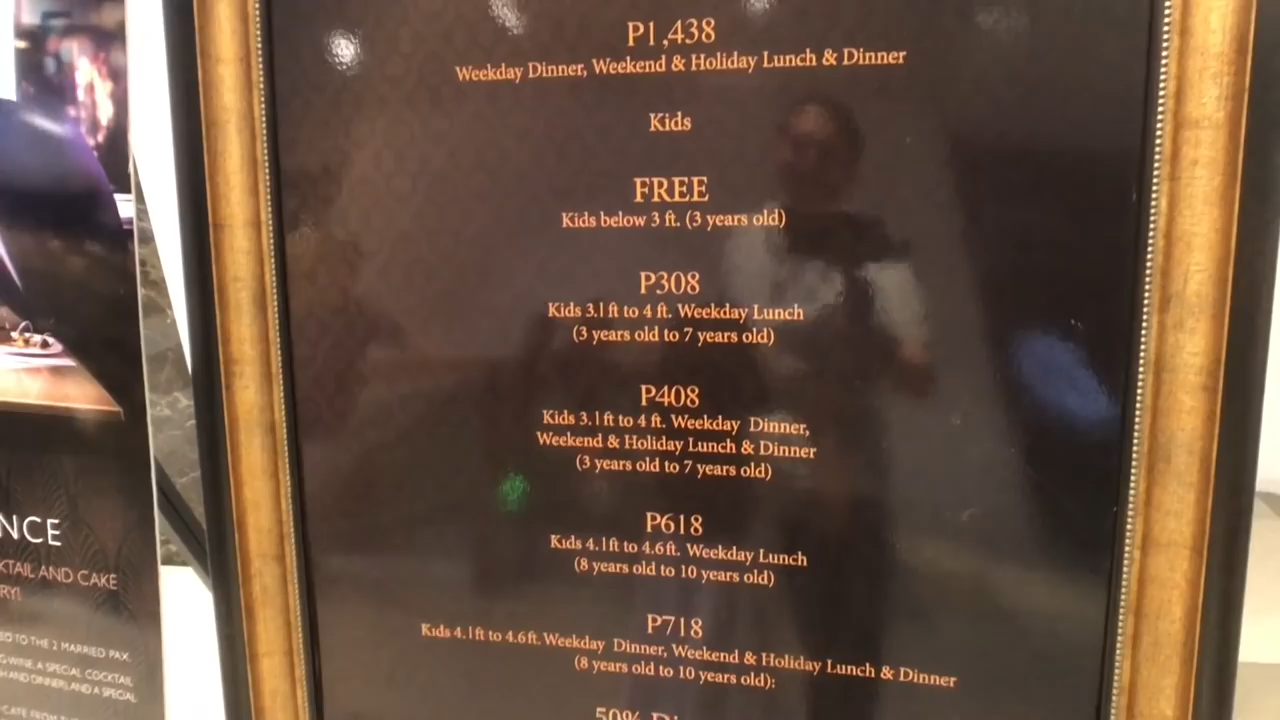 P1,438
Weekday Dinner, Weekend & Holiday Lunch & Dinner
Kids
FREE
Kids below 3 ft. (3 years old)
P308
Kids 3.1 ft to 4 ft. Weekday Lunch
(3 years old to 7 years old)
P408
Kids 3.1 ft to 4 ft. Weekday Dinner,
Weekend & Holiday Lunch & Dinner
(3 years old to 7 years old)
P618
Kids 4.1ft to 4.6ft. Weekday Lunch
(8 years old to 10 years old)
P718
Kids 4.1ft to 4.6ft. Weekday Dinner, Weekend & Holiday Lunch & Dinner
(8 years old to 10 years old);
50%
NCE
KTAIL AND CAKE
RY!
ED TO THE 2 MARRIED PAX.
G WINE, A SPECIAL COCKTAIL
H AND DINNER), AND A SPECIAL